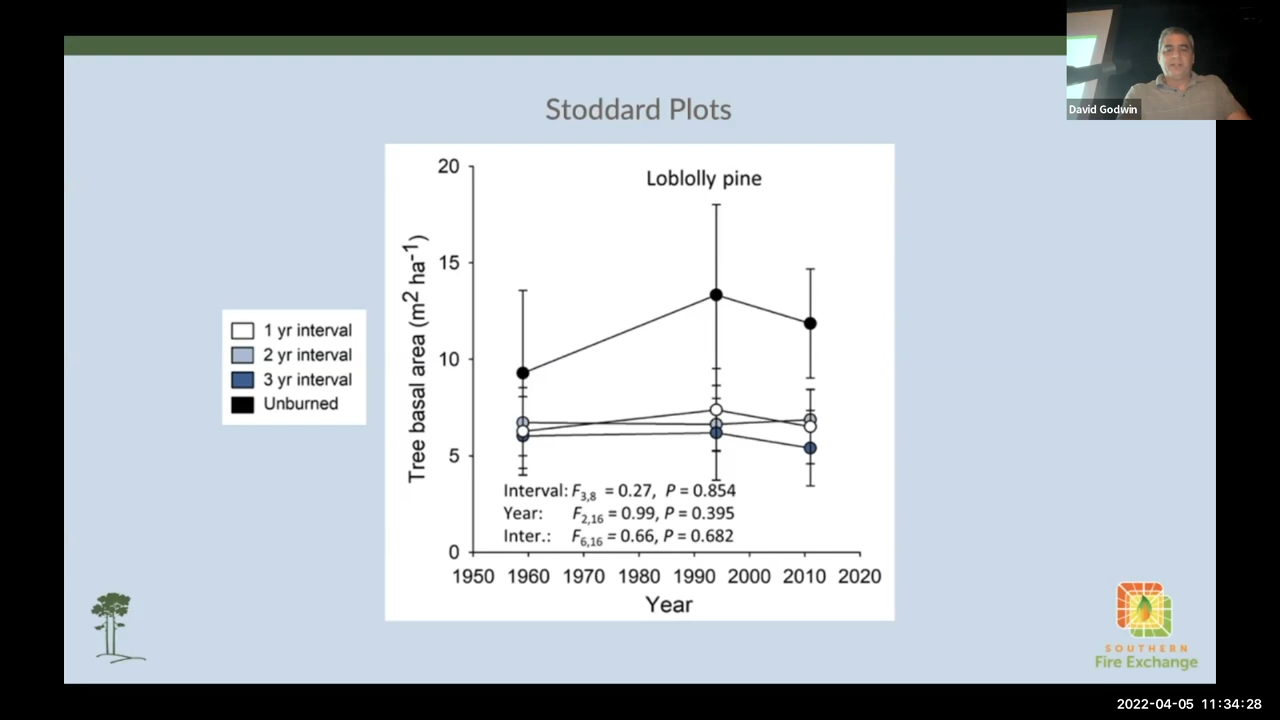 David Godwin
Stoddard Plots
Loblolly pine
1 yr interval
2 yr interval
3 yr interval
Unburned
Tree basal area (m² ha⁻¹)
20
15
10
5
0
Interval: F3,8 = 0.27, P = 0.854
Year: F2,16 = 0.99, P = 0.395
Inter.: F6,16 = 0.66, P = 0.682
1950 1960 1970 1980 1990 2000 2010 2020
Year
SOUTHERN
Fire Exchange
2022-04-05 11:34:28